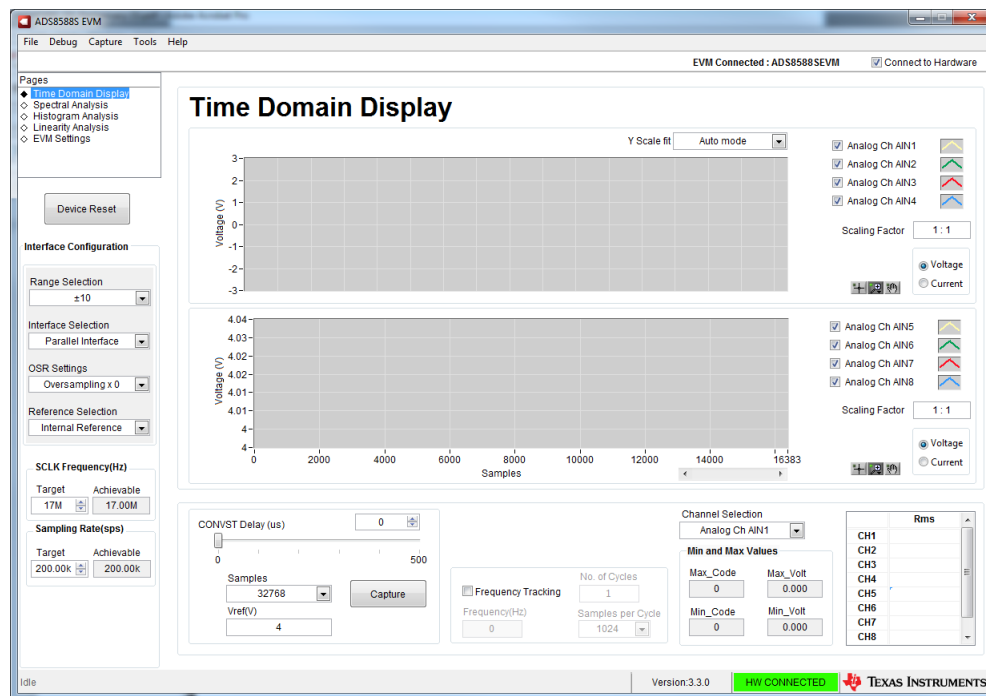 ADS8588S EVM
File Debug Capture Tools Help
EVM Connected : ADS8588SEVM
Connect to Hardware
Pages
Time Domain Display
Spectral Analysis
Histogram Analysis
Linearity Analysis
EVM Settings
Device Reset
Interface Configuration
Range Selection
±10
Interface Selection
Parallel Interface
OSR Settings
Oversampling x 0
Reference Selection
Internal Reference
SCLK Frequency(Hz)
Target Achievable
17M 17.00M
Sampling Rate(sps)
Target Achievable
200.00k 200.00k
Time Domain Display
Y Scale fit Auto mode
Voltage (V)
3
2
1
0
-1
-2
-3
Analog Ch AIN1
Analog Ch AIN2
Analog Ch AIN3
Analog Ch AIN4
Scaling Factor 1 : 1
Voltage
Current
Voltage (V)
4.04
4.03
4.02
4.02
4.01
4.01
4
4
0 2000 4000 6000 8000 10000 12000 14000 16383
Samples
Analog Ch AIN5
Analog Ch AIN6
Analog Ch AIN7
Analog Ch AIN8
Scaling Factor 1 : 1
Voltage
Current
CONVST Delay (us) 0
0 500
Samples
32768
Vref(V)
4
Capture
Frequency Tracking
No. of Cycles
1
Frequency(Hz)
0
Samples per Cycle
1024
Channel Selection
Analog Ch AIN1
Min and Max Values
Max_Code Max_Volt
0 0.000
Min_Code Min_Volt
0 0.000
Rms
CH1
CH2
CH3
CH4
CH5
CH6
CH7
CH8
Idle
Version:3.3.0
HW CONNECTED
TEXAS INSTRUMENTS